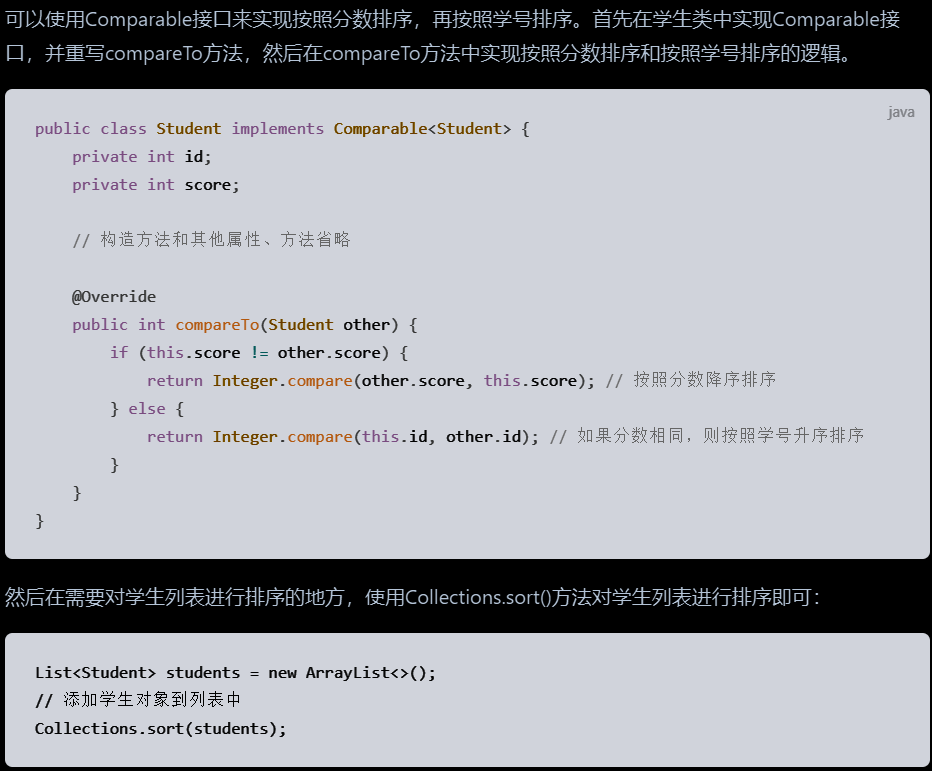 可以使用Comparable接口来实现按照分数排序，再按照学号排序。首先在学生类中实现Comparable接
口，并重写compareTo方法，然后在compareTo方法中实现按照分数排序和按照学号排序的逻辑。
java
public class Student implements Comparable<Student> {
    private int id;
    private int score;

    // 构造方法和其他属性、方法省略

    @Override
    public int compareTo(Student other) {
        if (this.score != other.score) {
            return Integer.compare(other.score, this.score); // 按照分数降序排序
        } else {
            return Integer.compare(this.id, other.id); // 如果分数相同，则按照学号升序排序
        }
    }
}
然后在需要对学生列表进行排序的地方，使用Collections.sort()方法对学生列表进行排序即可：
List<Student> students = new ArrayList<>();
// 添加学生对象到列表中
Collections.sort(students);